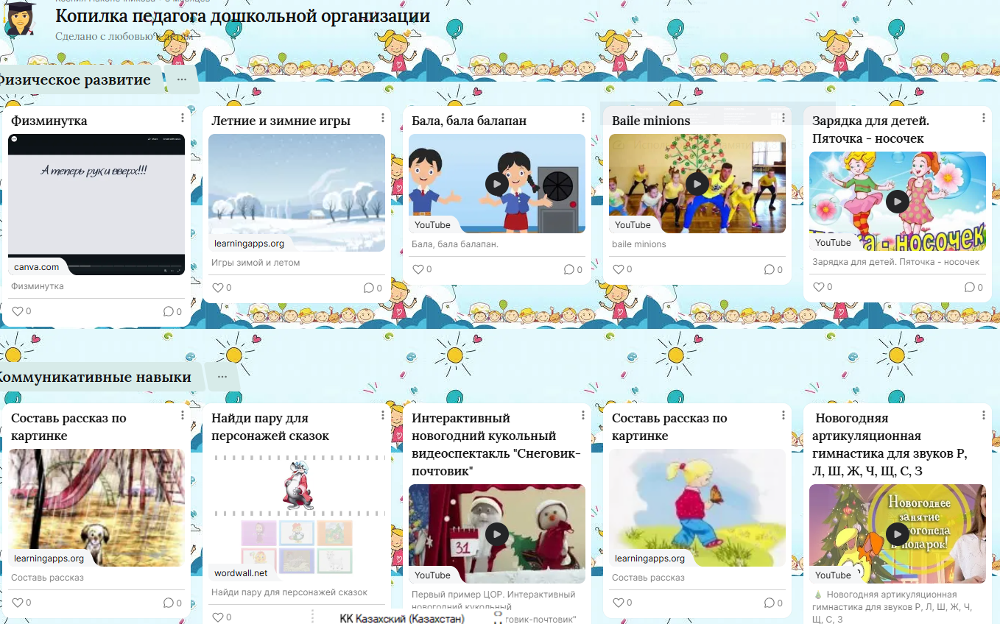 Копилка педагога дошкольной организации
Сделано с любовью к детям
Физическое развитие
Физминутка
А теперь руки вверх!!!
canva.com
Физминутка
0
0
Летние и зимние игры
learningapps.org
Игры зимой и летом
0
0
Бала, бала балапан
YouTube
Бала, бала балапан.
0
0
Baile minions
YouTube
baile minions
0
0
Зарядка для детей.
Пяточка - носочек
носочек
YouTube
Зарядка для детей. Пяточка - носочек
0
0
Коммуникативные навыки
Составь рассказ по
картинке
learningapps.org
Составь рассказ
0
0
Найди пару для
персонажей сказок
wordwall.net
Найди пару для персонажей сказок
0
Интерактивный
новогодний кукольный
видеоспектакль "Снеговик-
почтовик"
31
YouTube
Первый пример ЦОР. Интерактивный
новогодний кукольный
говик-почтовик"
Составь рассказ по
картинке
learningapps.org
Составь рассказ
0
0
Новогодняя
артикуляционная
гимнастика для звуков Р,
Л, Ш, Ж, Ч, Щ, С, З
Новогоднее
занятие
логопеда
в подарок!
YouTube
Новогодняя артикуляционная
гимнастика для звуков Р, Л, Ш, Ж, Ч,
Щ, С, З
KK Казахский (Казахстан)